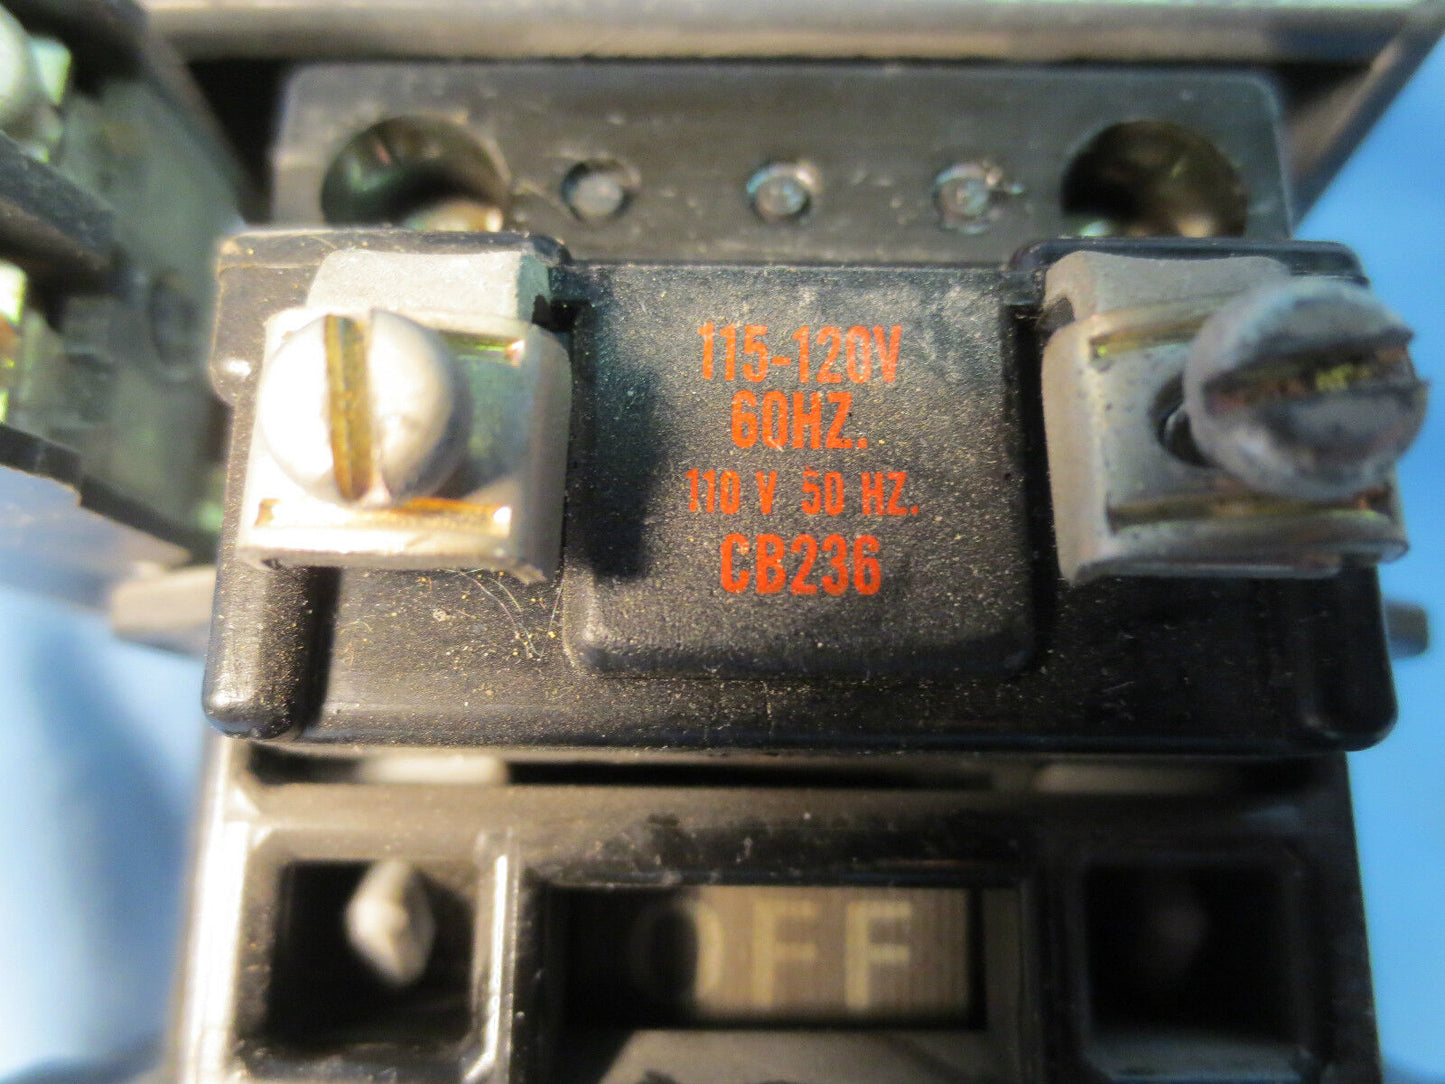 115-120V
60HZ.
110 V 50 HZ.
CB236
OFF